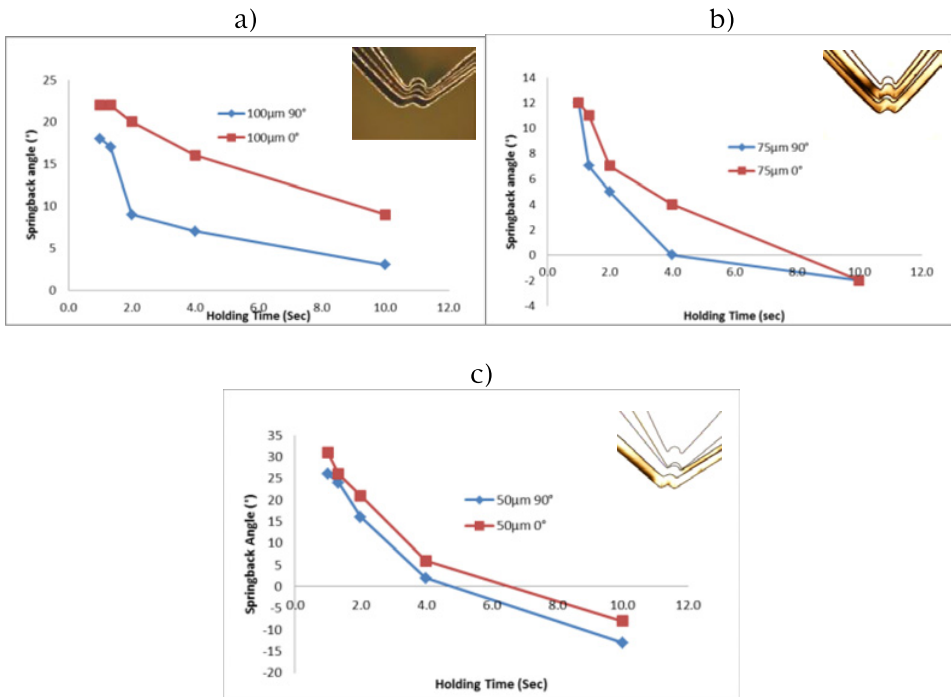 a)
25
20
15
10
5
0
0.0 2.0 4.0 6.0 8.0 10.0 12.0
Springback angle (°)
Holding Time (Sec)
100μm 90°
100μm 0°
b)
14
12
10
8
6
4
2
0
-2
-4
0.0 2.0 4.0 6.0 8.0 10.0 12.0
Springback anagle (°)
Holding Time (sec)
75μm 90°
75μm 0°
c)
35
30
25
20
15
10
5
0
-5
-10
-15
-20
0.0 2.0 4.0 6.0 8.0 10.0 12.0
Springback Angle (°)
Holding Time (Sec)
50μm 90°
50μm 0°